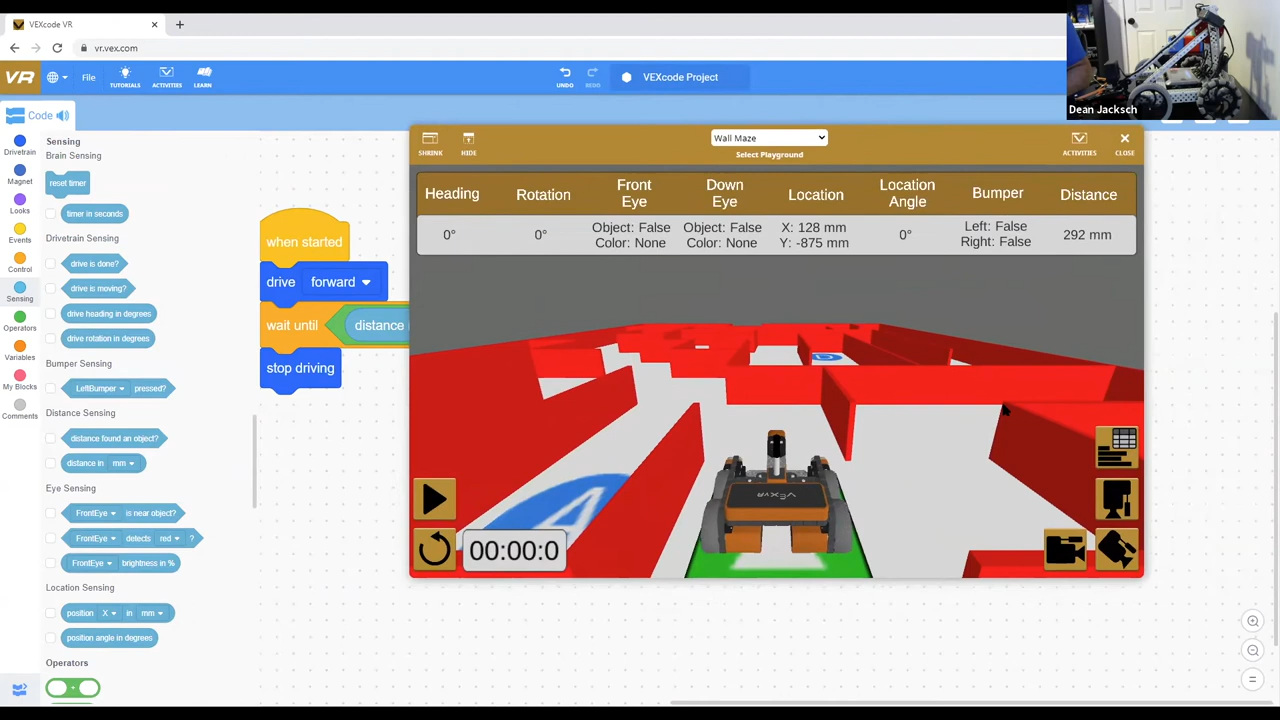 VEXcode VR
vr.vex.com
VR
File
TUTORIALS
ACTIVITIES
LEARN
UNDO
REDO
VEXcode Project
Dean Jacksch
Code
Drivetrain
Magnet
Looks
Events
Control
Sensing
Operators
Variables
My Blocks
Comments
Sensing
Brain Sensing
reset timer
timer in seconds
Drivetrain Sensing
drive is done?
drive is moving?
drive heading in degrees
drive rotation in degrees
Bumper Sensing
LeftBumper pressed?
Distance Sensing
distance found an object?
distance in mm
Eye Sensing
FrontEye is near object?
FrontEye detects red ?
FrontEye brightness in %
Location Sensing
position X in mm
position angle in degrees
Operators
+
when started
drive forward
wait until distance
stop driving
SHRINK
HIDE
Wall Maze
Select Playground
ACTIVITIES
CLOSE
Heading Rotation Front Eye Down Eye Location Location Angle Bumper Distance
0° 0° Object: False Object: False X: 128 mm 0° Left: False 292 mm
Color: None Color: None Y: -875 mm Right: False
VEX VR
A
00:00:0